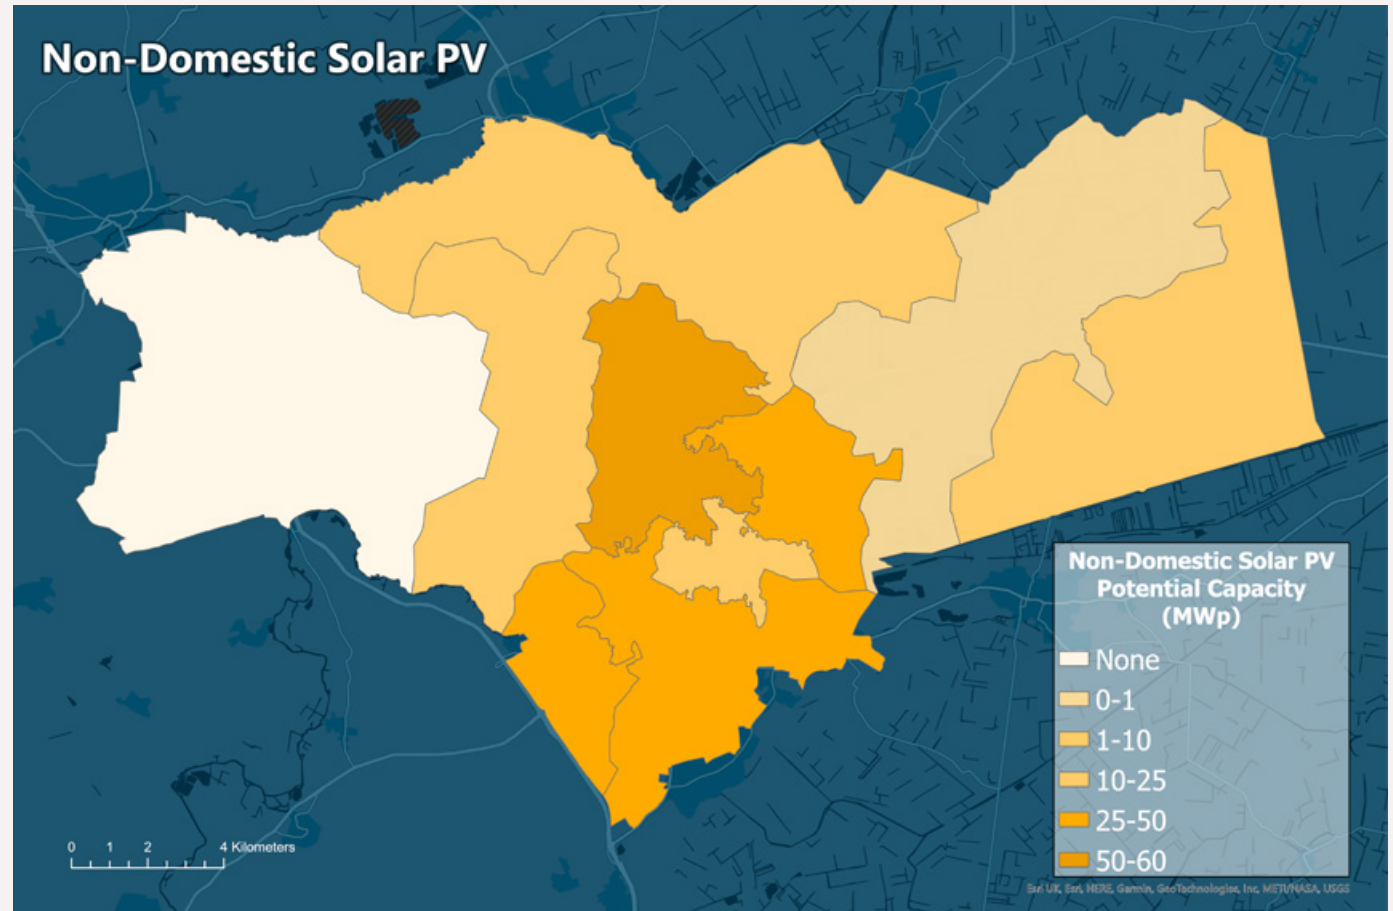 Non-Domestic Solar PV
Non-Domestic Solar PV
Potential Capacity
(MWp)
None
0-1
1-10
10-25
25-50
50-60
0 1 2 4 Kilometers
Esri UK, Esri, HERE, Garmin, GeoTechnologies, Inc, METI/NASA, USGS